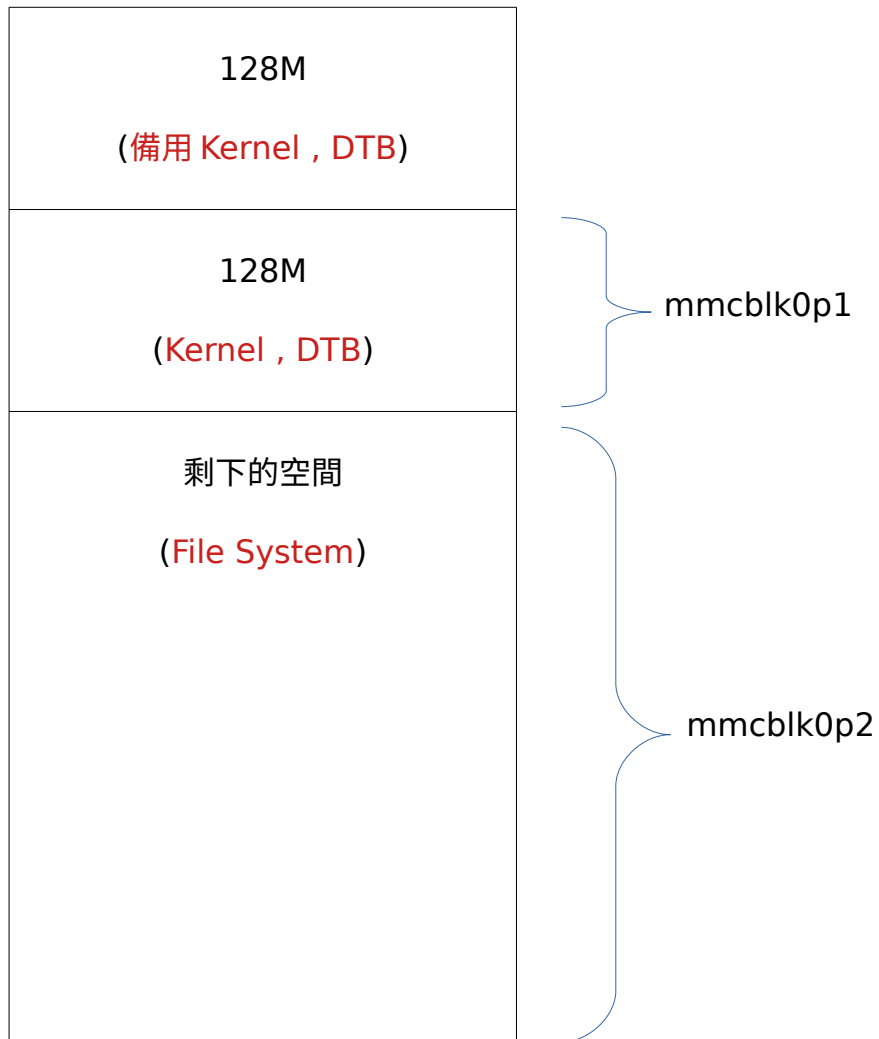 128M
(備用 Kernel , DTB)
128M
(Kernel , DTB)
mmcblk0p1
剩下的空間
(File System)
mmcblk0p2